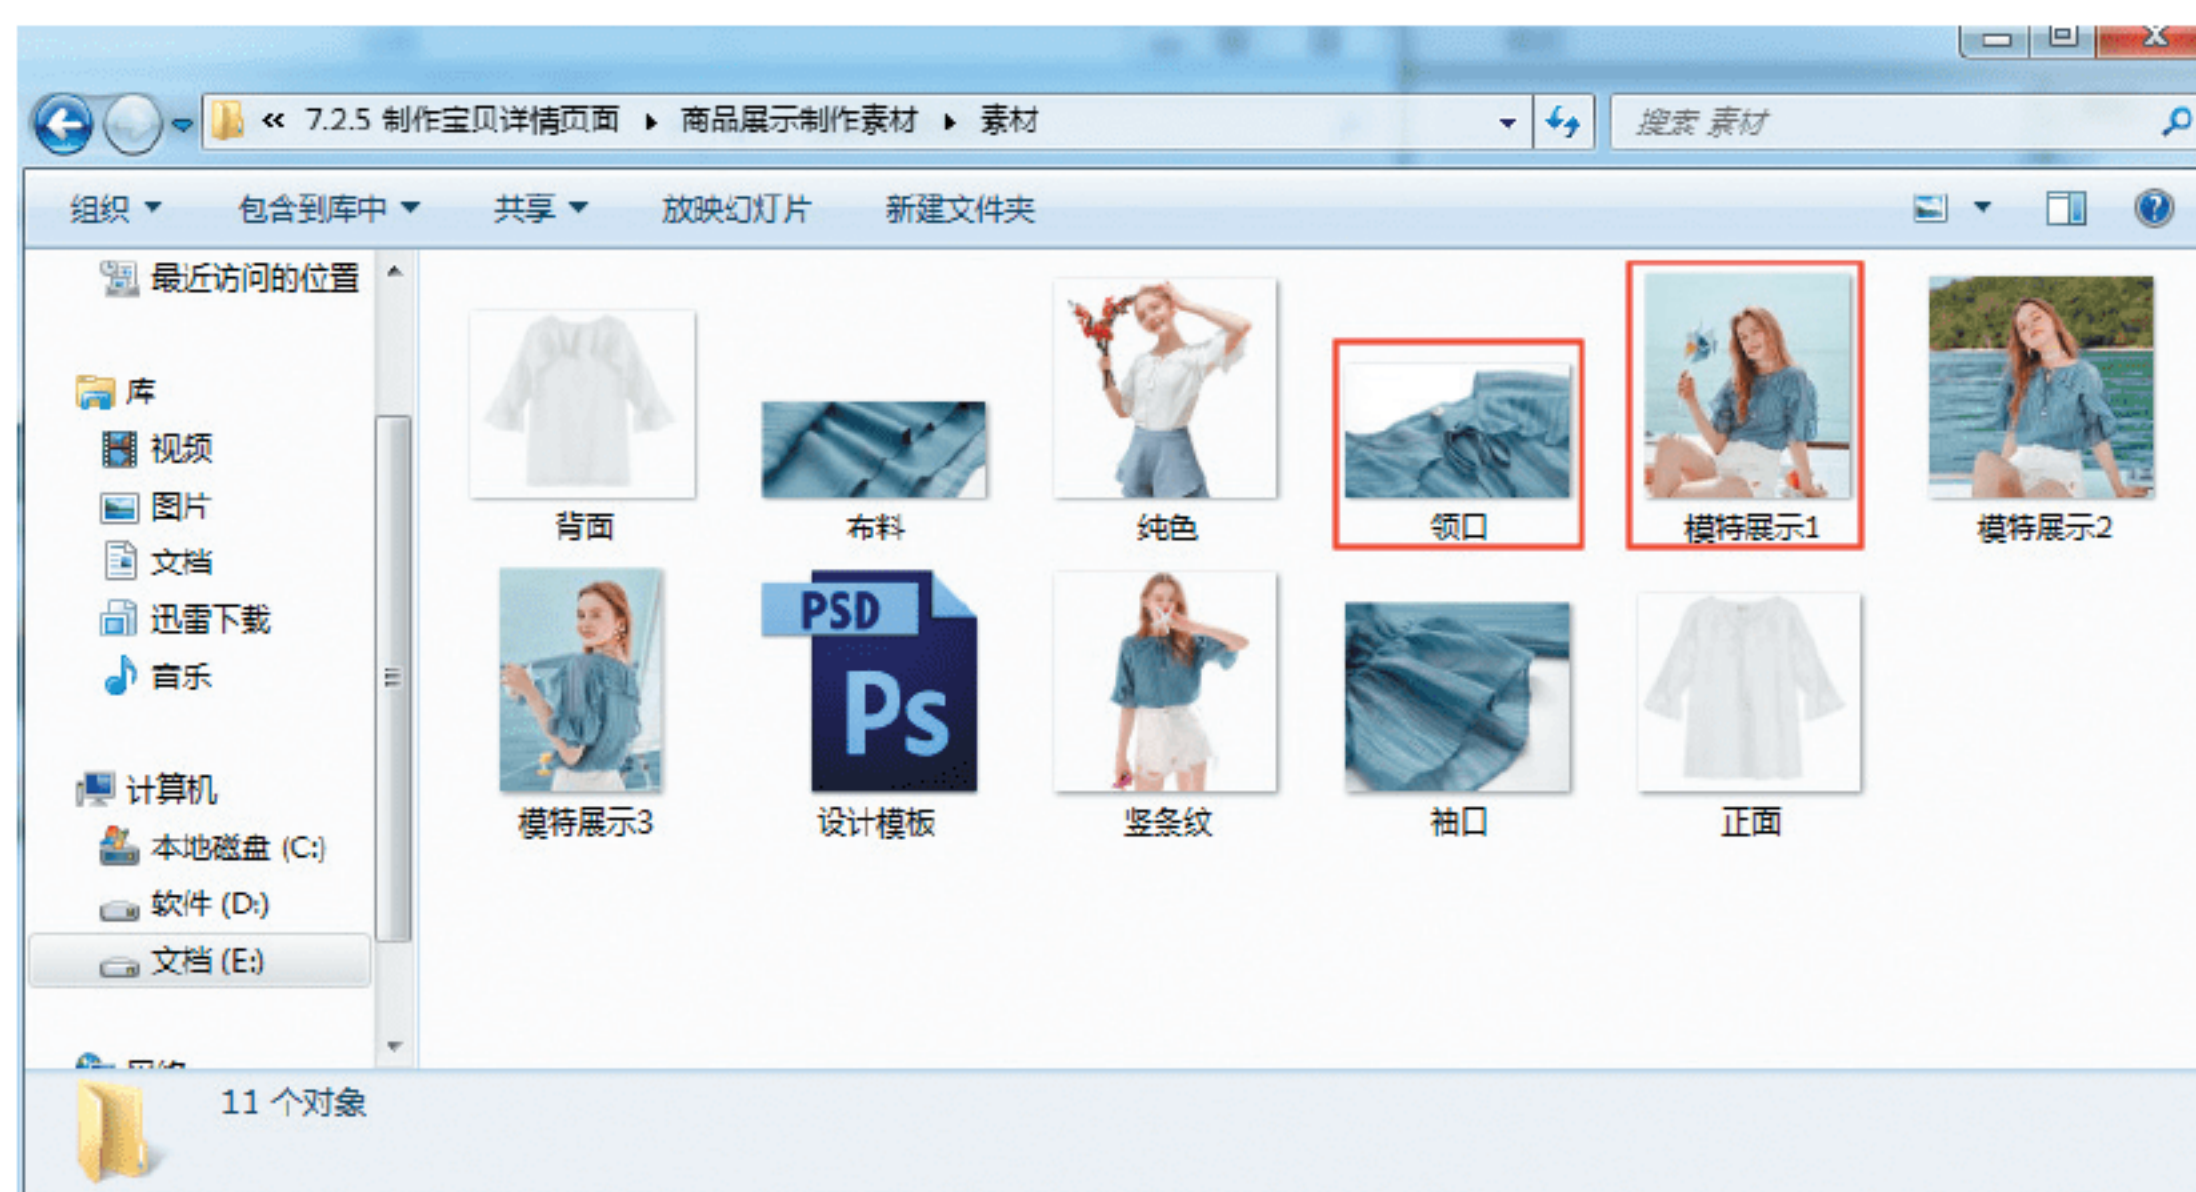 « 7.2.5 制作宝贝详情页面 ▸ 商品展示制作素材 ▸ 素材
搜索 素材
组织 包含到库中 共享 放映幻灯片 新建文件夹
最近访问的位置
库
视频
图片
文档
迅雷下载
音乐
计算机
本地磁盘 (C:)
软件 (D:)
文档 (E:)
背面 布料 纯色 领口 模特展示1 模特展示2
PSD
Ps
模特展示3 设计模板 竖条纹 袖口 正面
11 个对象